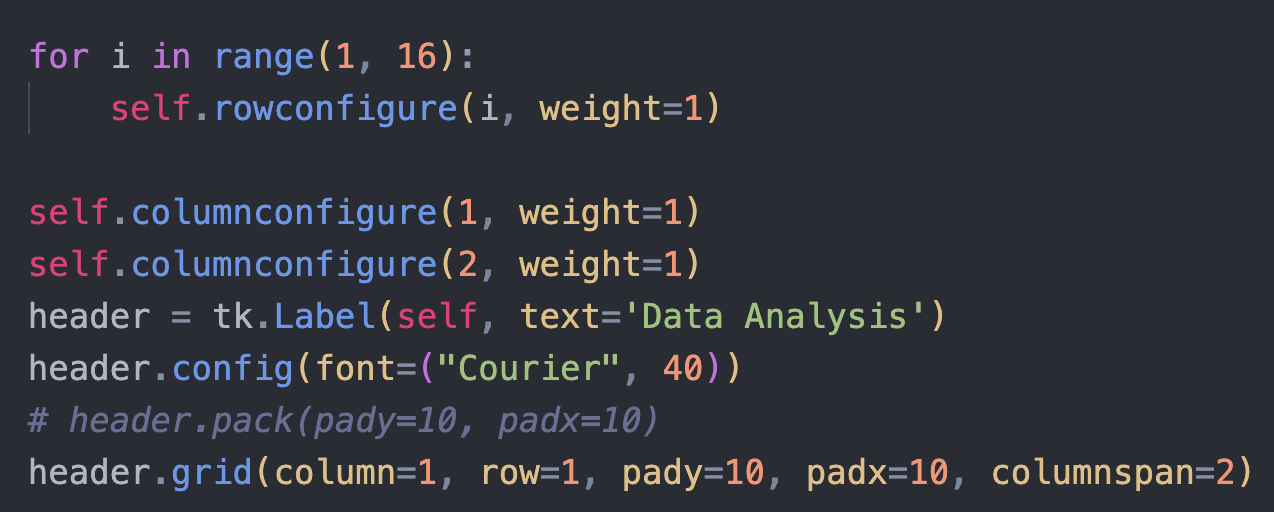 for i in range(1, 16):
    self.rowconfigure(i, weight=1)

self.columnconfigure(1, weight=1)
self.columnconfigure(2, weight=1)
header = tk.Label(self, text='Data Analysis')
header.config(font=("Courier", 40))
# header.pack(pady=10, padx=10)
header.grid(column=1, row=1, pady=10, padx=10, columnspan=2)